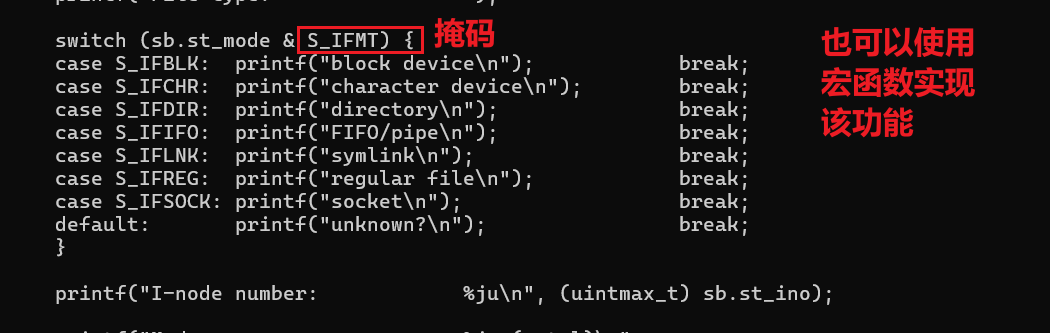 switch (sb.st_mode & S_IFMT) { 掩码
case S_IFBLK:  printf("block device\n");            break;
case S_IFCHR:  printf("character device\n");        break;
case S_IFDIR:  printf("directory\n");               break;
case S_IFIFO:  printf("FIFO/pipe\n");               break;
case S_IFLNK:  printf("symlink\n");                 break;
case S_IFREG:  printf("regular file\n");            break;
case S_IFSOCK: printf("socket\n");                  break;
default:       printf("unknown?\n");                break;
}
printf("I-node number:            %ju\n", (uintmax_t) sb.st_ino);
也可以使用
宏函数实现
该功能